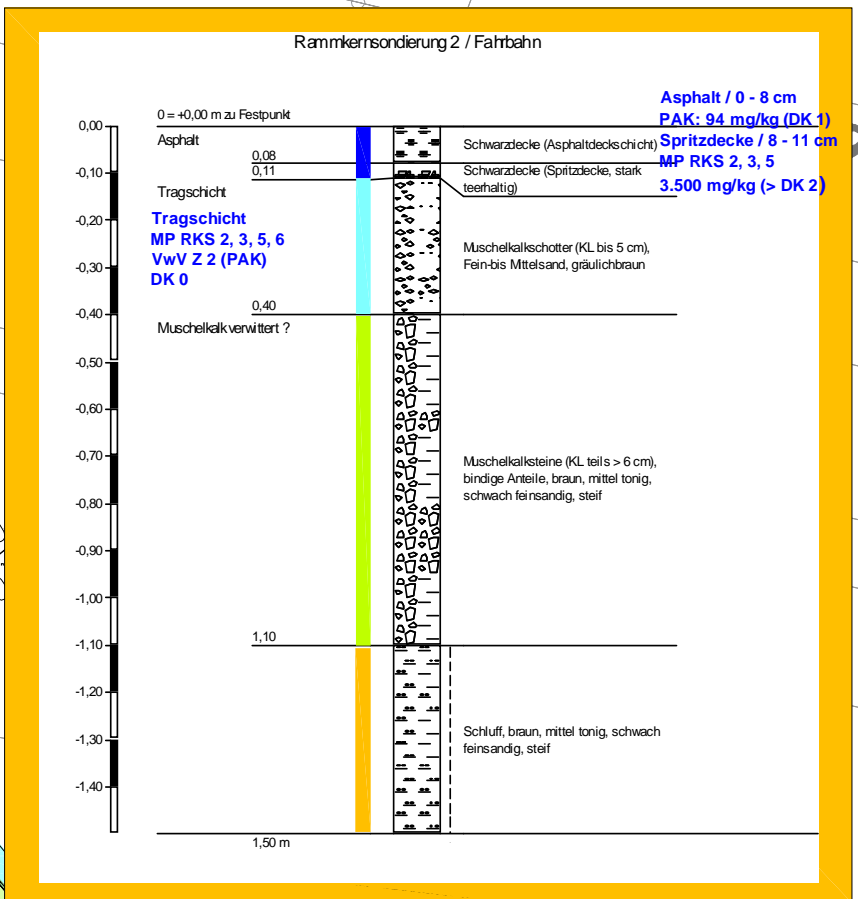 Rammkernsondierung 2 / Fahrbahn
0 = +0,00 m zu Festpunkt
Asphalt / 0 - 8 cm
PAK: 94 mg/kg (DK 1)
Spritzdecke / 8 - 11 cm
MP RKS 2, 3, 5
3.500 mg/kg (> DK 2)
0,00
Asphalt
Schwarzdecke (Asphaltdeckschicht)
0,08
-0,10
0,11
Schwarzdecke (Spritzdecke, stark
teerhaltig)
Tragschicht
-0,20
Tragschicht
MP RKS 2, 3, 5, 6
VwV Z 2 (PAK)
DK 0
Muschelkalkschotter (KL bis 5 cm),
Fein-bis Mittelsand, gräulichbraun
-0,30
0,40
-0,40
Muschelkalk verwittert ?
-0,50
-0,60
-0,70
Muschelkalksteine (KL teils > 6 cm),
bindige Anteile, braun, mittel tonig,
schwach feinsandig, steif
-0,80
-0,90
-1,00
1,10
-1,10
-1,20
Schluff, braun, mittel tonig, schwach
feinsandig, steif
-1,30
-1,40
1,50 m